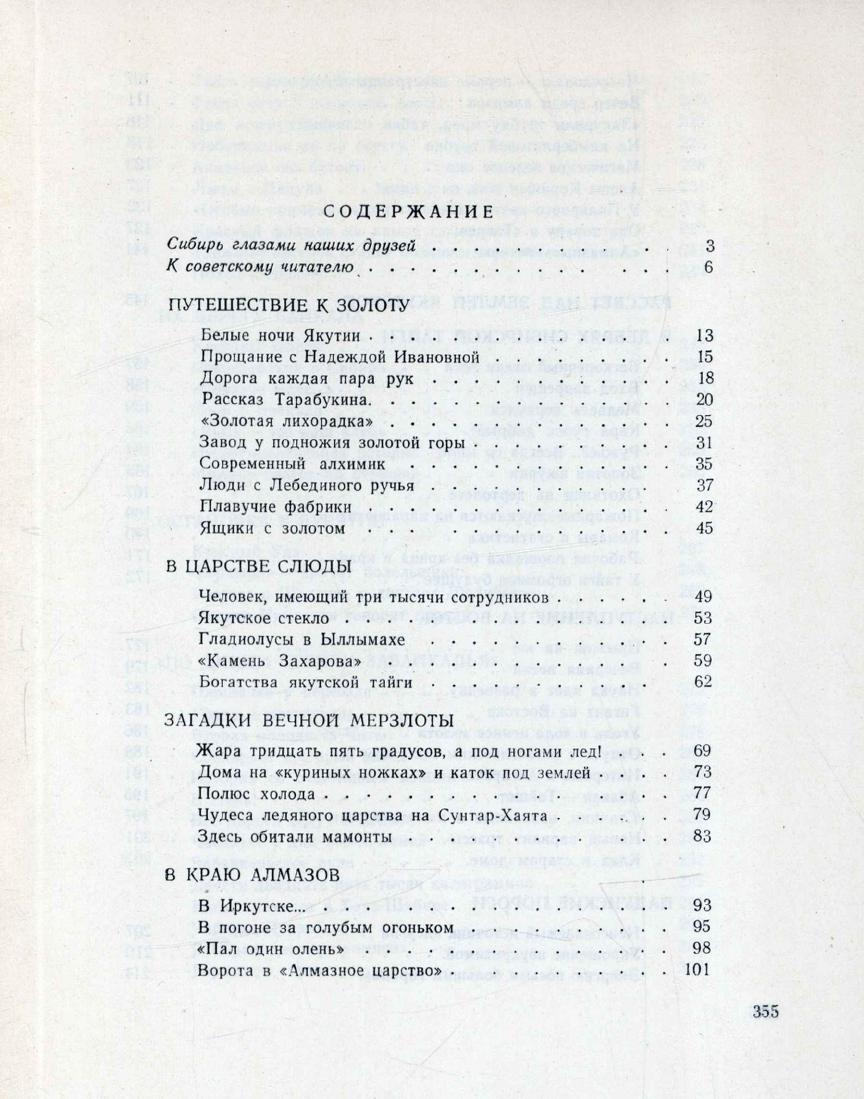 СОДЕРЖАНИЕ
Сибирь глазами наших друзей . . . . . . . . . 3
К советскому читателю . . . . . . . . . . 6
ПУТЕШЕСТВИЕ К ЗОЛОТУ
Белые ночи Якутии . . . . . . . . . . . 13
Прощание с Надеждой Ивановной . . . . . . . 15
Дорога каждая пара рук . . . . . . . . . 18
Рассказ Тарабукина. . . . . . . . . . . 20
«Золотая лихорадка» . . . . . . . . . . 25
Завод у подножия золотой горы . . . . . . . 31
Современный алхимик . . . . . . . . . 35
Люди с Лебединого ручья . . . . . . . . . 37
Плавучие фабрики . . . . . . . . . . . 42
Ящики с золотом . . . . . . . . . . . 45
В ЦАРСТВЕ СЛЮДЫ
Человек, имеющий три тысячи сотрудников . . . . . 49
Якутское стекло . . . . . . . . . . . 53
Гладиолусы в Ыллымахе . . . . . . . . . 57
«Камень Захарова» . . . . . . . . . . 59
Богатства якутской тайги . . . . . . . . . 62
ЗАГАДКИ ВЕЧНОЙ МЕРЗЛОТЫ
Жара тридцать пять градусов, а под ногами лед! . . . 69
Дома на «куриных ножках» и каток под землей . . . 73
Полюс холода . . . . . . . . . . . . 77
Чудеса ледяного царства на Сунтар-Хаята . . . . . 79
Здесь обитали мамонты . . . . . . . . . 83
В КРАЮ АЛМАЗОВ
В Иркутске... . . . . . . . . . . . . 93
В погоне за голубым огоньком . . . . . . . . 95
«Пал один олень» . . . . . . . . . . . 98
Ворота в «Алмазное царство» . . . . . . . . 101
355